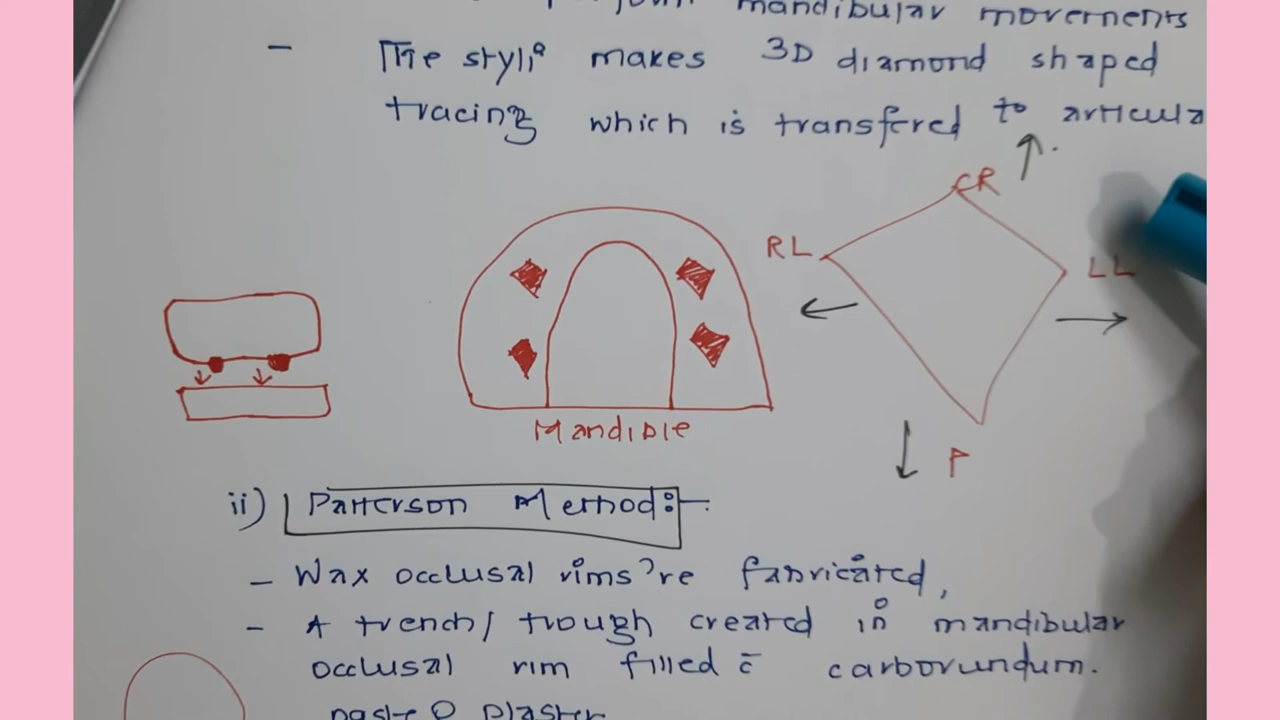 mandibular movements
- The styli makes 3D diamond shaped
tracing which is transfered to articula
CR
RL
LL
P
Mandible
ii) Patterson Method:-
- Wax occlusal rims're fabricated,
- A trench/ trough created in mandibular
occlusal rim filled c̄ carborundum.
paste
plaster